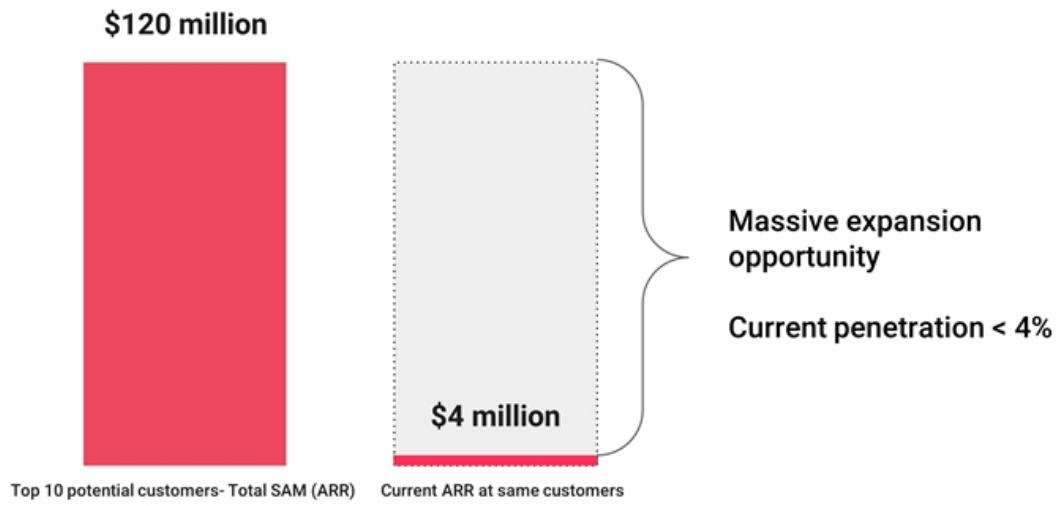 $120 million
$4 million
Massive expansion
opportunity
Current penetration < 4%
Top 10 potential customers- Total SAM (ARR)
Current ARR at same customers